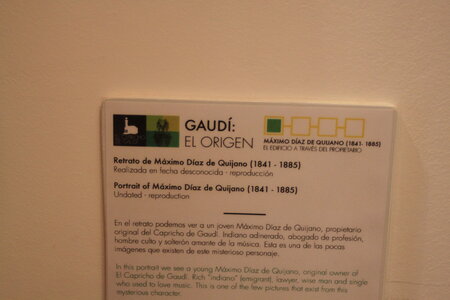 GAUDÍ:
EL ORIGEN
MÁXIMO DÍAZ DE QUIJANO (1841- 1885)
EL EDIFICIO A TRAVÉS DEL PROPIETARIO
Retrato de Máximo Díaz de Quijano (1841 - 1885)
Realizada en fecha desconocida · reproducción
Portrait of Máximo Díaz de Quijano (1841 - 1885)
Undated · reproduction
En el retrato podemos ver a un joven Máximo Díaz de Quijano, propietario
original del Capricho de Gaudí. Indiano adinerado, abogado de profesión,
hombre culto y solterón amante de la música. Esta es una de las pocas
imágenes que existen de este misterioso personaje.
In this portrait we see a young Máximo Díaz de Quijano, original owner of
El Capricho de Gaudí. Rich "indiano" (emigrant), lawyer, wise man and single
who used to love music. This is one of the few pictures that exist from this
mysterious character.